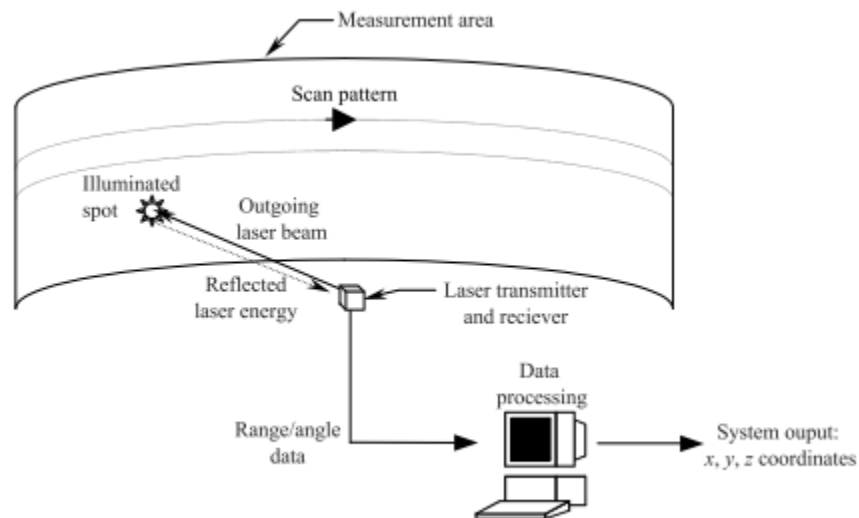 Measurement area
Scan pattern
Illuminated
spot
Outgoing
laser beam
Reflected
laser energy
Laser transmitter
and reciever
Data
processing
Range/angle
data
System ouput:
x, y, z coordinates